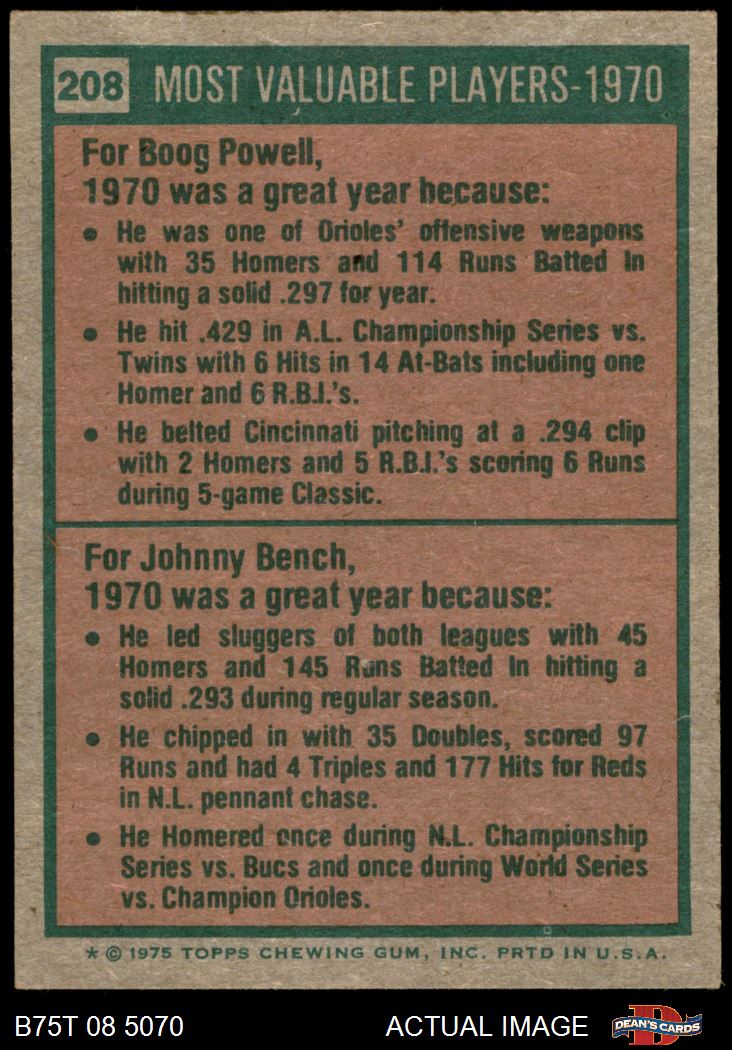 208 MOST VALUABLE PLAYERS-1970
For Boog Powell,
1970 was a great year because:
• He was one of Orioles' offensive weapons
with 35 Homers and 114 Runs Batted In
hitting a solid .297 for year.
• He hit .429 in A.L. Championship Series vs.
Twins with 6 Hits in 14 At-Bats including one
Homer and 6 R.B.I.'s.
• He belted Cincinnati pitching at a .294 clip
with 2 Homers and 5 R.B.I.'s scoring 6 Runs
during 5-game Classic.
For Johnny Bench,
1970 was a great year because:
• He led sluggers of both leagues with 45
Homers and 145 Runs Batted In hitting a
solid .293 during regular season.
• He chipped in with 35 Doubles, scored 97
Runs and had 4 Triples and 177 Hits for Reds
in N.L. pennant chase.
• He Homered once during N.L. Championship
Series vs. Bucs and once during World Series
vs. Champion Orioles.
* © 1975 TOPPS CHEWING GUM, INC. PRTD IN U.S.A.
B75T 08 5070 ACTUAL IMAGE D DEAN'S CARDS